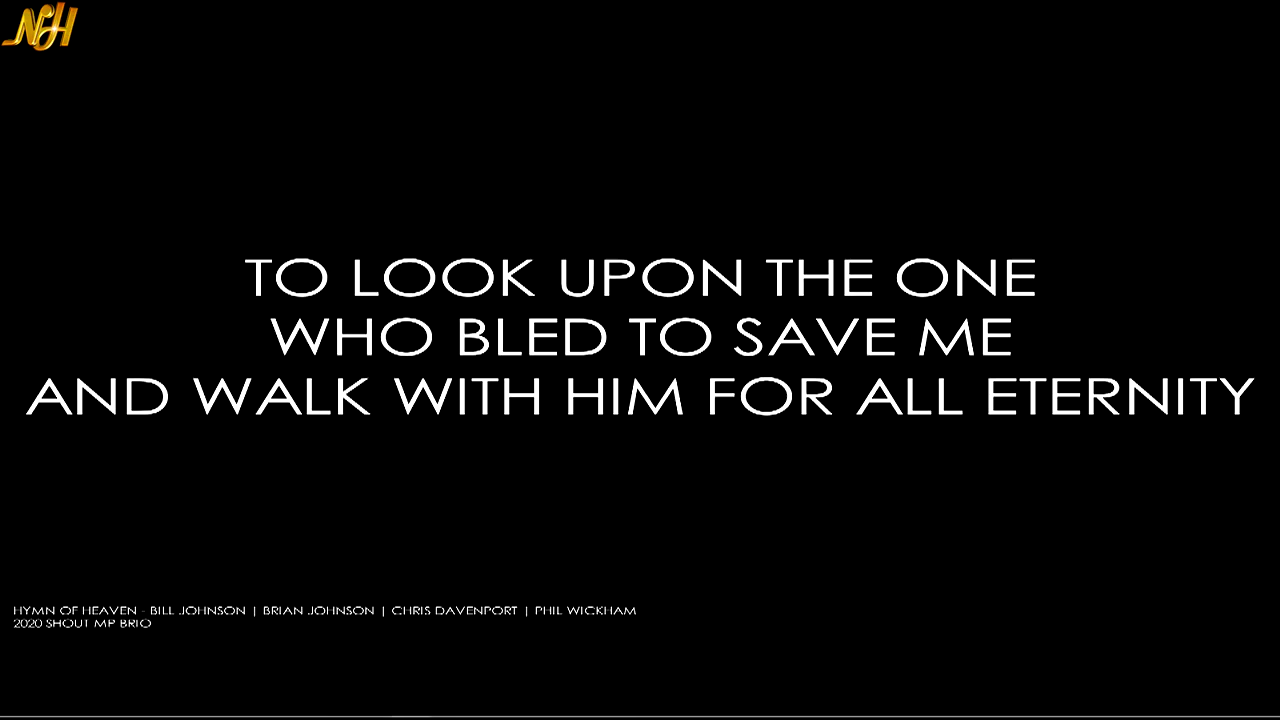 NH
TO LOOK UPON THE ONE
WHO BLED TO SAVE ME
AND WALK WITH HIM FOR ALL ETERNITY
HYMN OF HEAVEN - BILL JOHNSON | BRIAN JOHNSON | CHRIS DAVENPORT | PHIL WICKHAM
2020 SHOUT MP BRIO